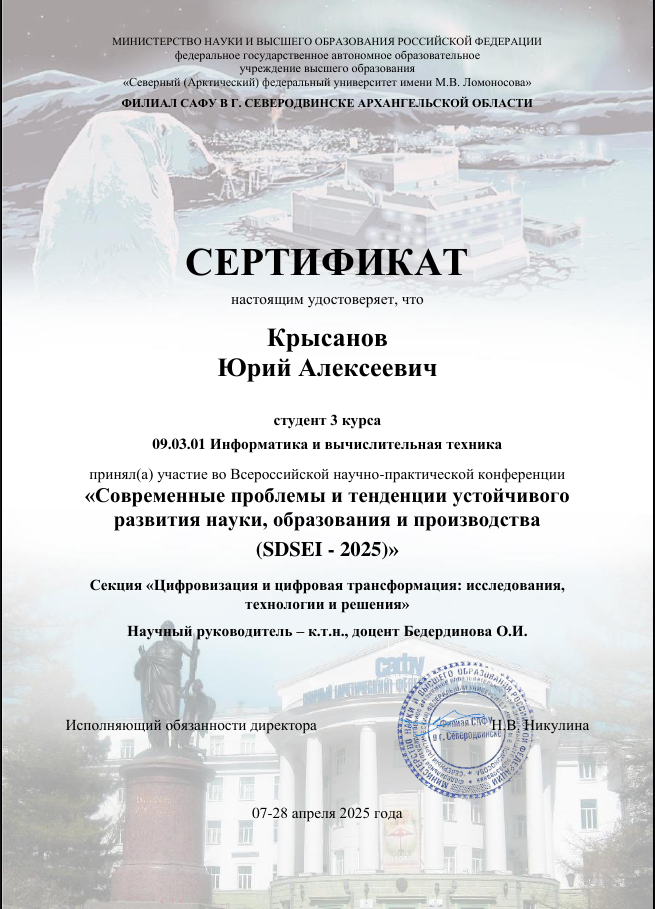 МИНИСТЕРСТВО НАУКИ И ВЫСШЕГО ОБРАЗОВАНИЯ РОССИЙСКОЙ ФЕДЕРАЦИИ
федеральное государственное автономное образовательное
учреждение высшего образования
«Северный (Арктический) федеральный университет имени М.В. Ломоносова»
ФИЛИАЛ САФУ В Г. СЕВЕРОДВИНСКЕ АРХАНГЕЛЬСКОЙ ОБЛАСТИ
СЕРТИФИКАТ
настоящим удостоверяет, что
Крысанов
Юрий Алексеевич
студент 3 курса
09.03.01 Информатика и вычислительная техника
принял(а) участие во Всероссийской научно-практической конференции
«Современные проблемы и тенденции устойчивого
развития науки, образования и производства
(SDSEI - 2025)»
Секция «Цифровизация и цифровая трансформация: исследования,
технологии и решения»
Научный руководитель – к.т.н., доцент Бедердинова О.И.
сафу
Исполняющий обязанности директора
Филиал САФУ
в г. Северодвинске
Н.В. Никулина
07-28 апреля 2025 года